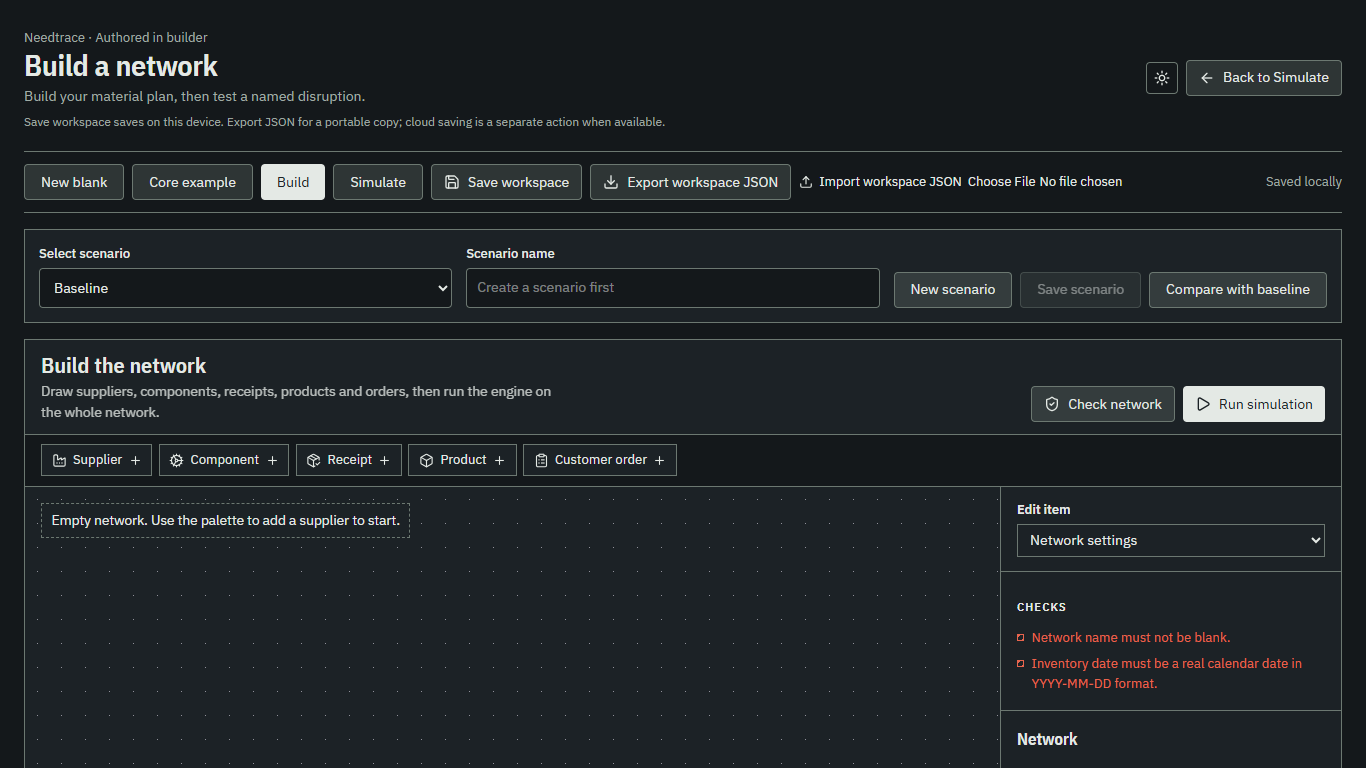 Needtrace · Authored in builder
Build a network
Build your material plan, then test a named disruption.
Save workspace saves on this device. Export JSON for a portable copy; cloud saving is a separate action when available.
Back to Simulate
New blank
Core example
Build
Simulate
Save workspace
Export workspace JSON
Import workspace JSON Choose File No file chosen
Saved locally
Select scenario
Baseline
Scenario name
Create a scenario first
New scenario
Save scenario
Compare with baseline
Build the network
Draw suppliers, components, receipts, products and orders, then run the engine on
the whole network.
Check network
Run simulation
Supplier +
Component +
Receipt +
Product +
Customer order +
Empty network. Use the palette to add a supplier to start.
Edit item
Network settings
CHECKS
Network name must not be blank.
Inventory date must be a real calendar date in
YYYY-MM-DD format.
Network